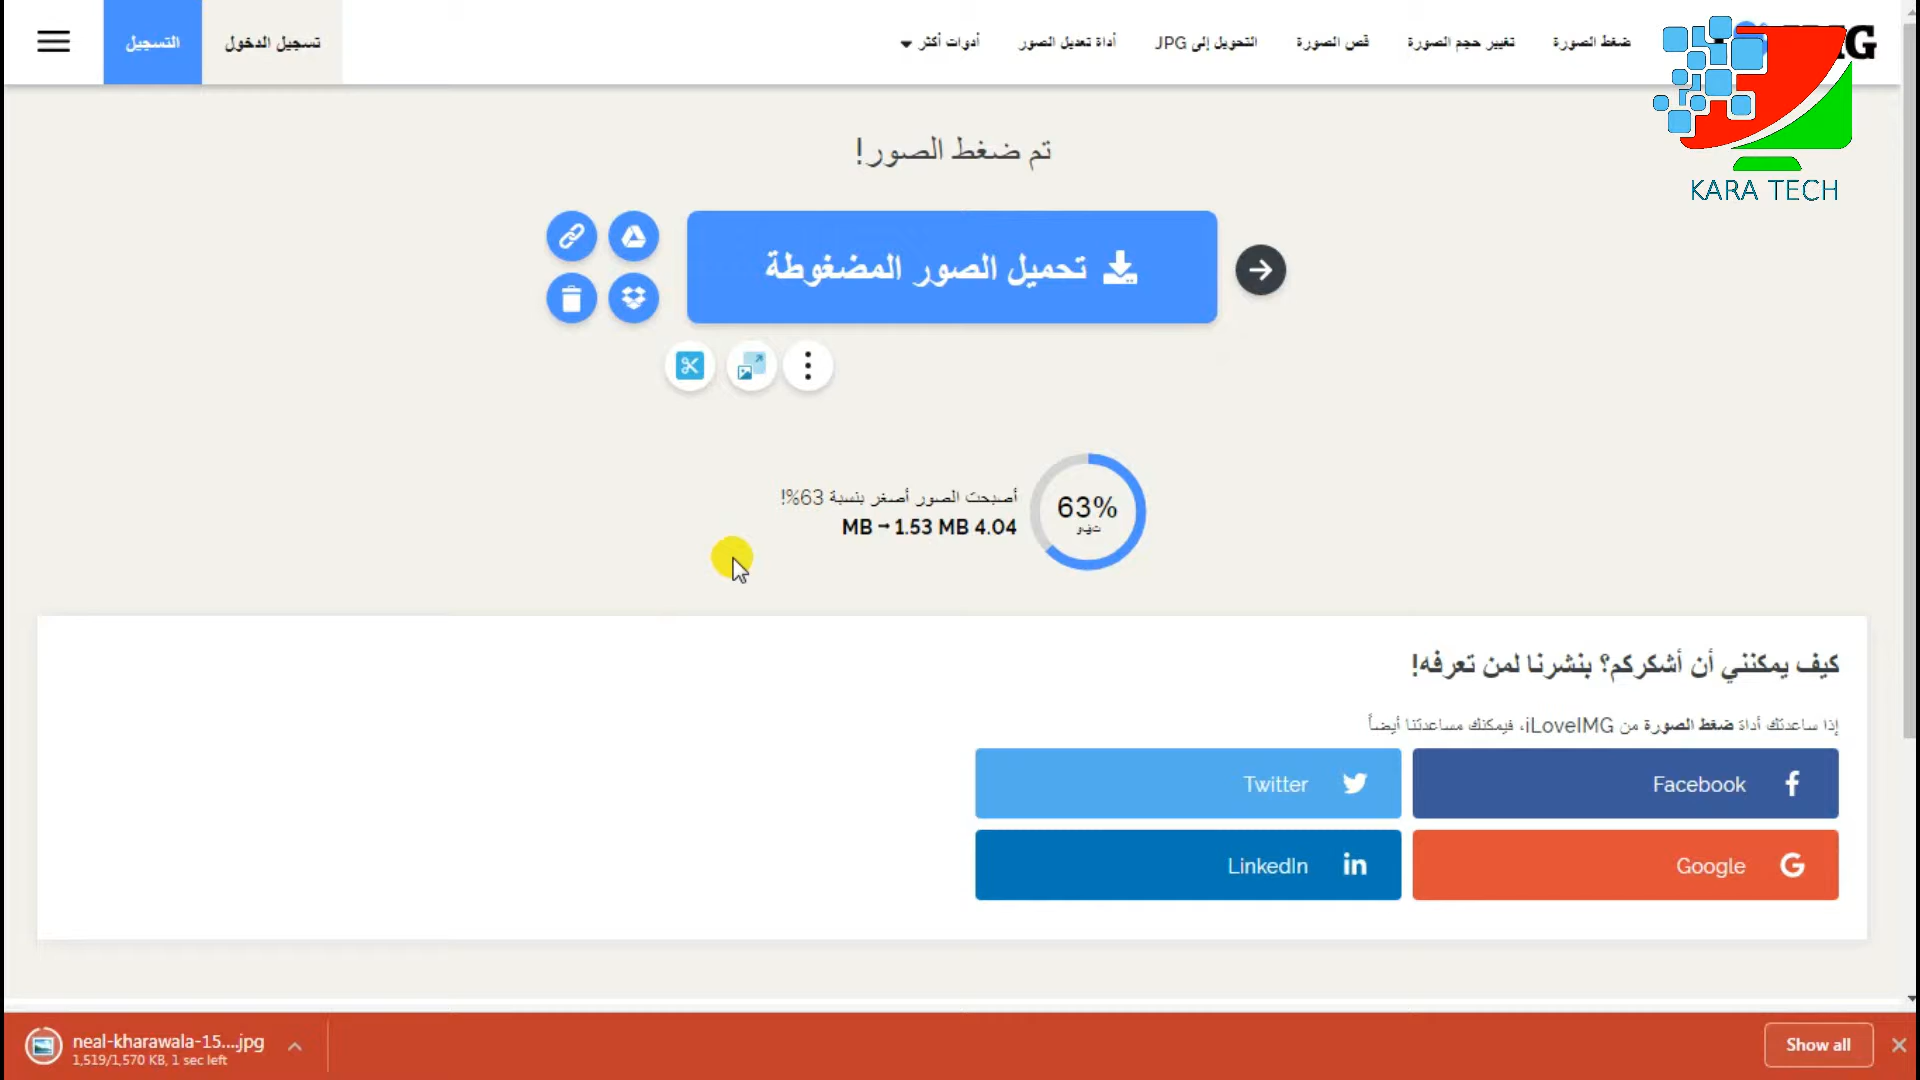 ضغط الصورة
تغيير حجم الصورة
قص الصورة
التحويل إلى JPG
أداة تعديل الصور
أدوات أكثر
تسجيل الدخول
التسجيل
KARA TECH
تم ضغط الصور!
تحميل الصور المضغوطة
63%
أصبحت الصور أصغر بنسبة 63%!
MB → 1.53 MB 4.04
كيف يمكنني أن أشكركم؟ بنشرنا لمن تعرفه!
إذا ساعدتك أداة ضغط الصورة من iLoveIMG، فيمكنك مساعدتنا أيضاً
Facebook
Twitter
Google
LinkedIn
neal-kharawala-15....jpg
1,519/1,570 KB, 1 sec left
Show all